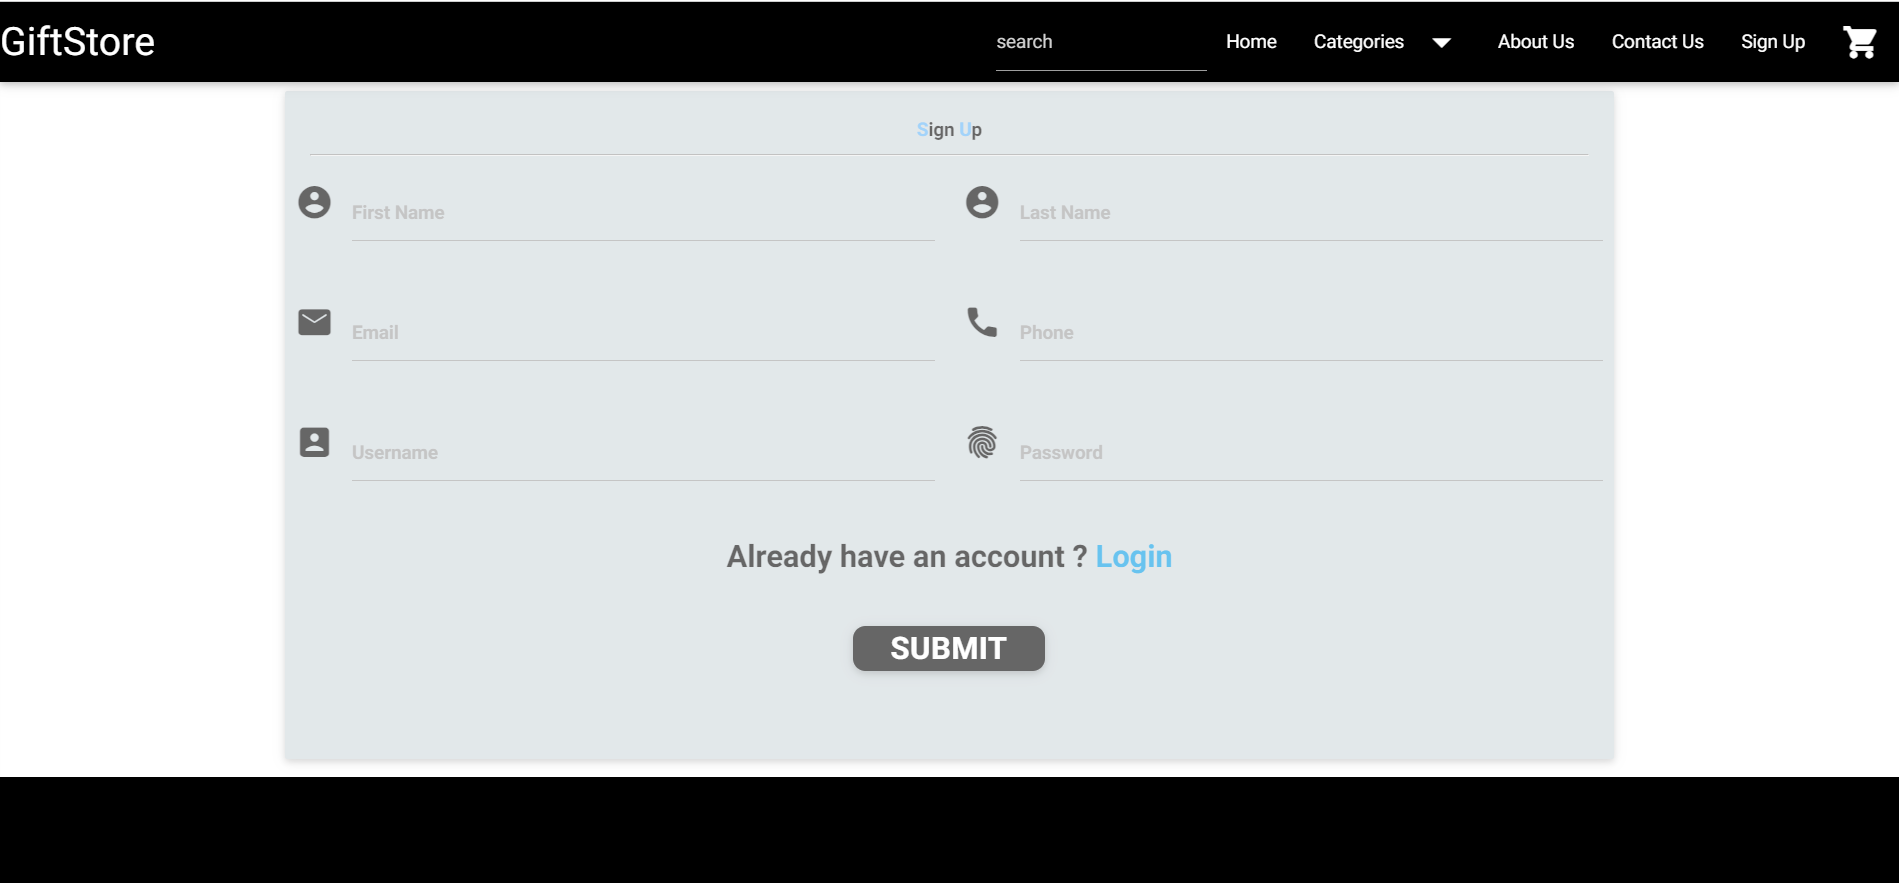 GiftStore search Home Categories About Us Contact Us Sign Up
Sign Up
First Name Last Name
Email Phone
Username Password
Already have an account ? Login
SUBMIT